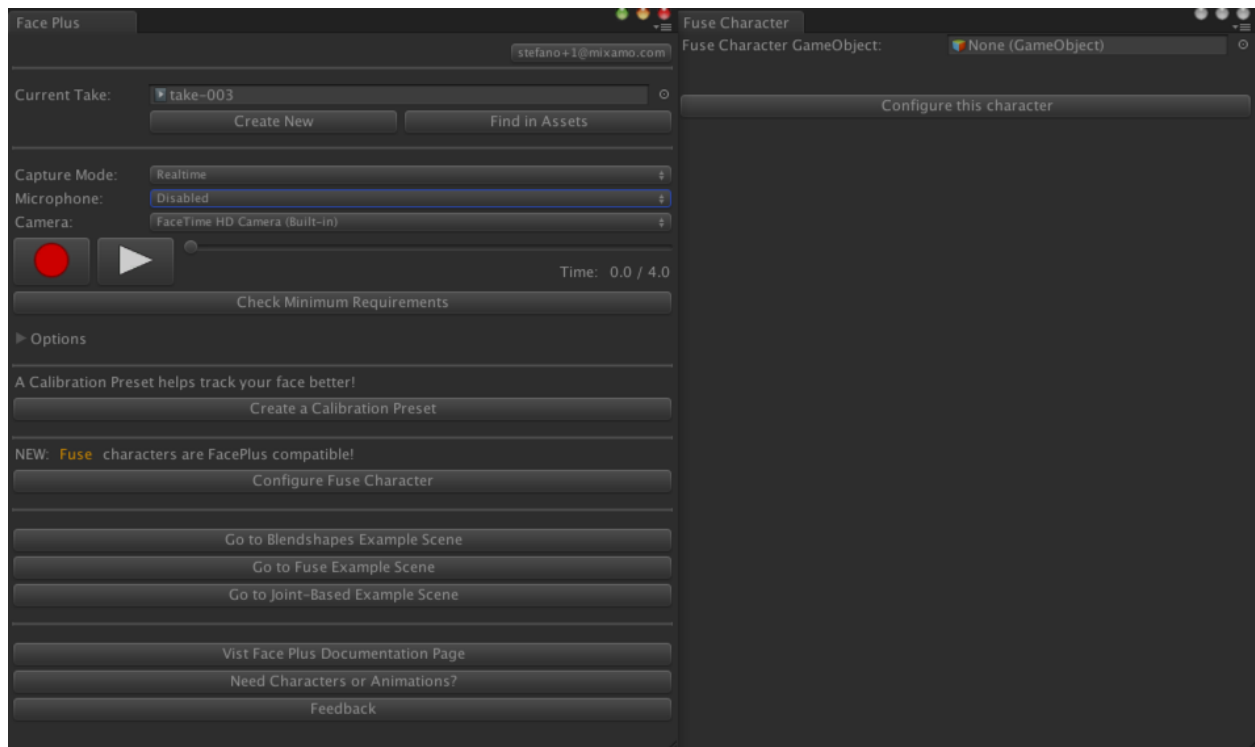 Face Plus
stefano+1@mixamo.com
Current Take: take-003
Create New Find in Assets
Capture Mode: Realtime
Microphone: Disabled
Camera: FaceTime HD Camera (Built-in)
Time: 0.0 / 4.0
Check Minimum Requirements
Options
A Calibration Preset helps track your face better!
Create a Calibration Preset
NEW: Fuse characters are FacePlus compatible!
Configure Fuse Character
Go to Blendshapes Example Scene
Go to Fuse Example Scene
Go to Joint-Based Example Scene
Vist Face Plus Documentation Page
Need Characters or Animations?
Feedback
Fuse Character
Fuse Character GameObject: None (GameObject)
Configure this character